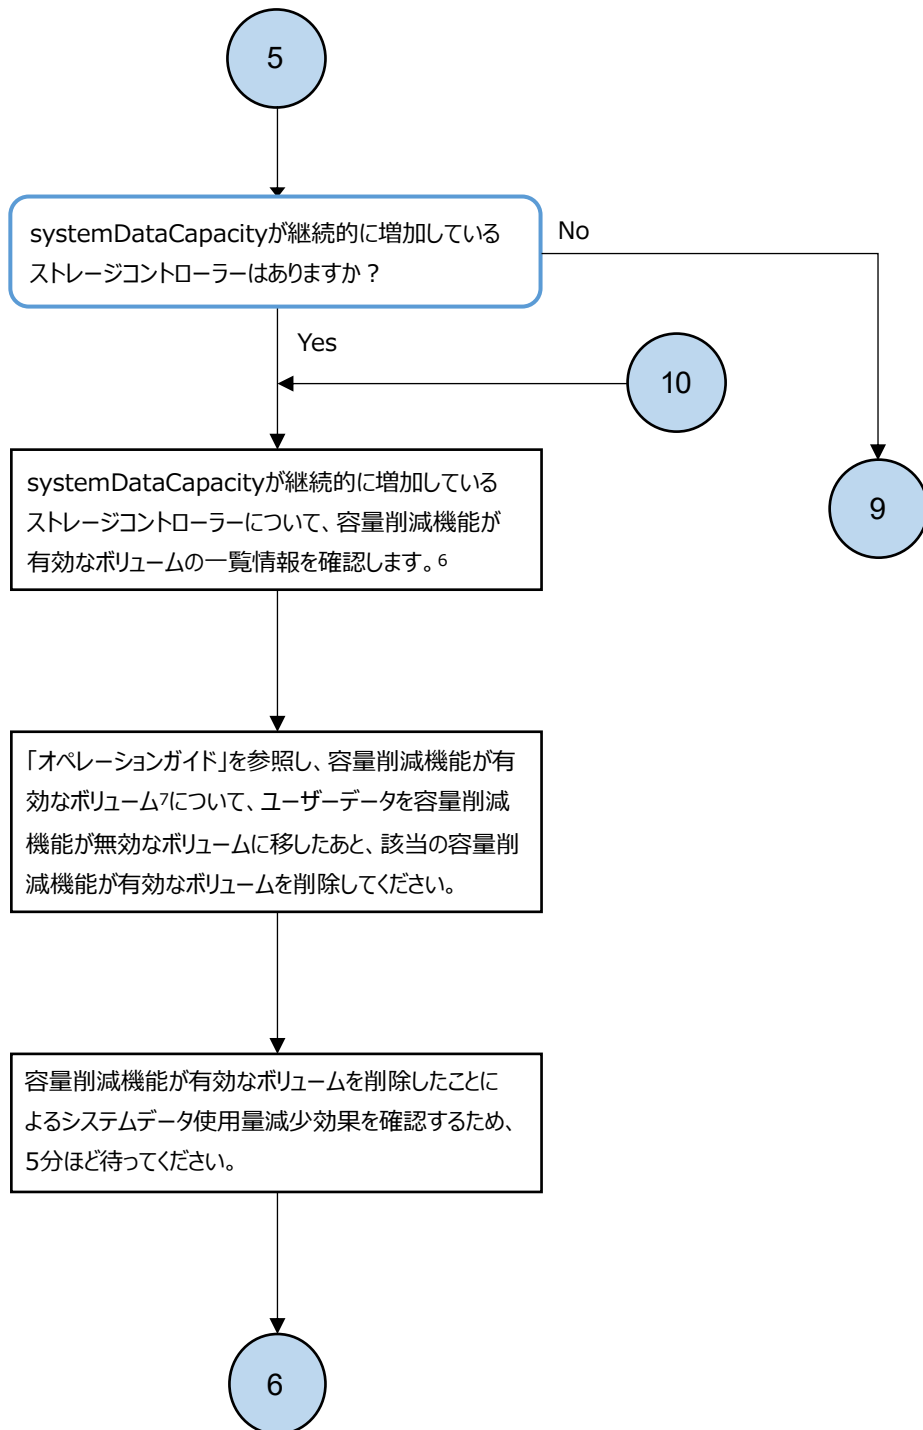 5
systemDataCapacityが継続的に増加している
ストレージコントローラーはありますか？
No
Yes
10
systemDataCapacityが継続的に増加している
ストレージコントローラーについて、容量削減機能が
有効なボリュームの一覧情報を確認します。6
9
「オペレーションガイド」を参照し、容量削減機能が有
効なボリューム7について、ユーザーデータを容量削減
機能が無効なボリュームに移したあと、該当の容量削
減機能が有効なボリュームを削除してください。
容量削減機能が有効なボリュームを削除したことに
よるシステムデータ使用量減少効果を確認するため、
5分ほど待ってください。
6